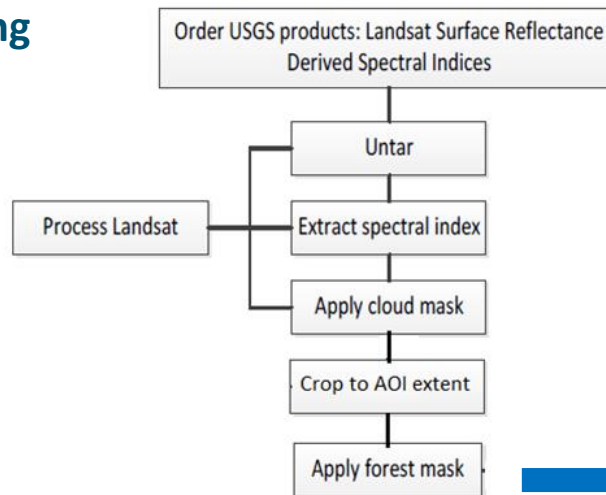 Order USGS products: Landsat Surface Reflectance
Derived Spectral Indices
Untar
Process Landsat
Extract spectral index
Apply cloud mask
Crop to AOI extent
Apply forest mask